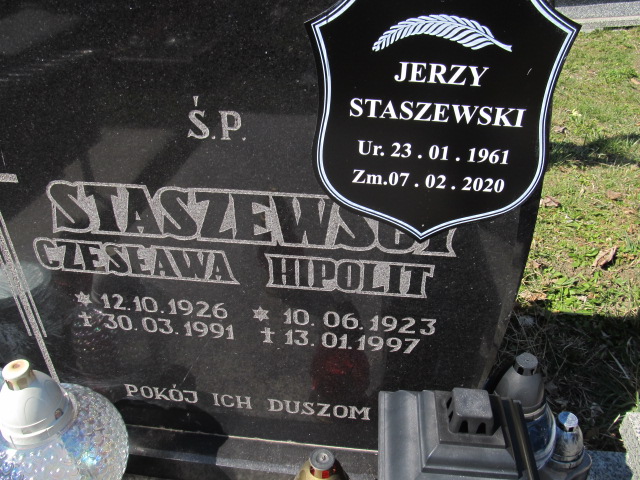 JERZY
STASZEWSKI
Ur. 23 . 01 . 1961
Zm.07 . 02 . 2020
Ś.P.
STASZEWSCY
CZESŁAWA HIPOLIT
✡ 12.10.1926 ✡ 10.06.1923
† 30.03.1991 † 13.01.1997
POKÓJ ICH DUSZOM